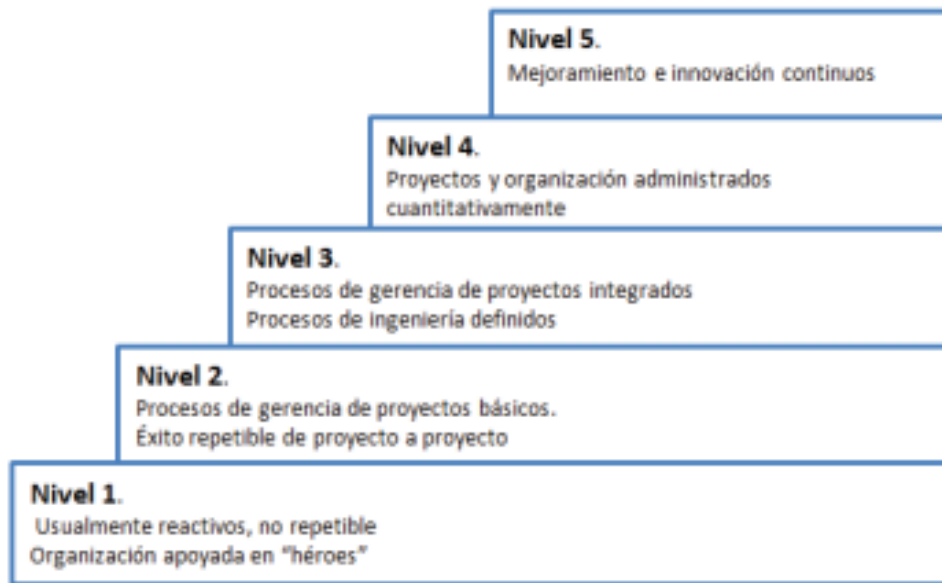 Nivel 5.
Mejoramiento e innovación continuos
Nivel 4.
Proyectos y organización administrados
cuantitativamente
Nivel 3.
Procesos de gerencia de proyectos integrados
Procesos de ingeniería definidos
Nivel 2.
Procesos de gerencia de proyectos básicos.
Éxito repetible de proyecto a proyecto
Nivel 1.
Usualmente reactivos, no repetible
Organización apoyada en “héroes”